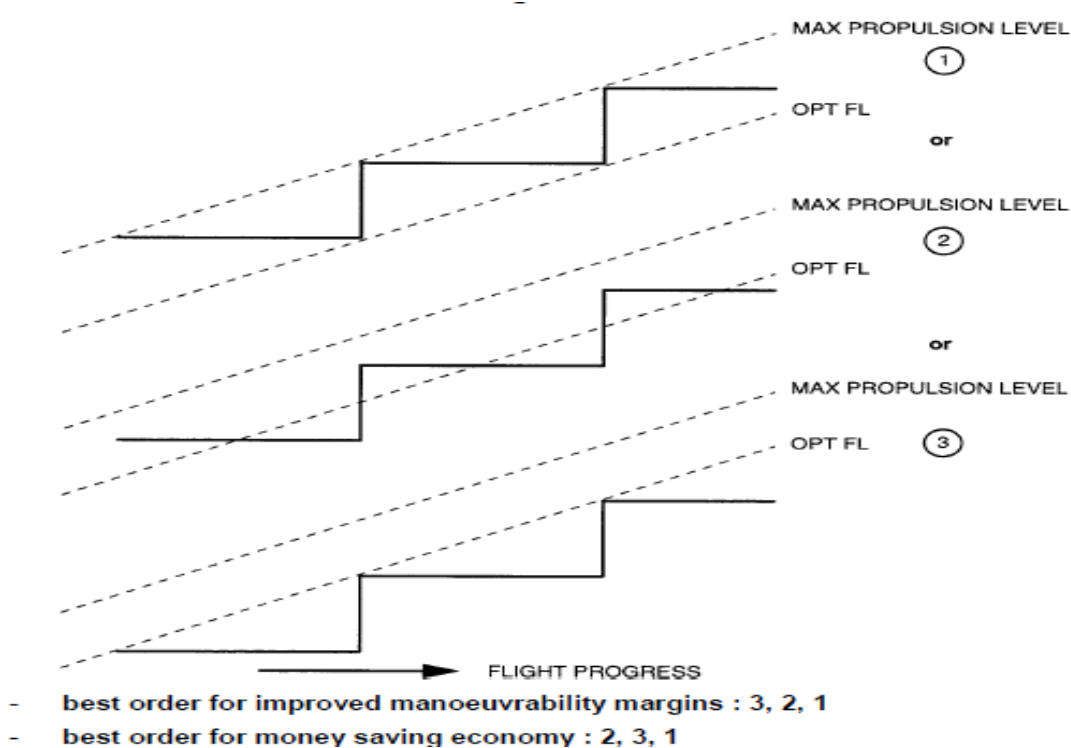 MAX PROPULSION LEVEL
1
OPT FL
or
MAX PROPULSION LEVEL
2
OPT FL
or
MAX PROPULSION LEVEL
OPT FL 3
FLIGHT PROGRESS
- best order for improved manoeuvrability margins : 3, 2, 1
- best order for money saving economy : 2, 3, 1